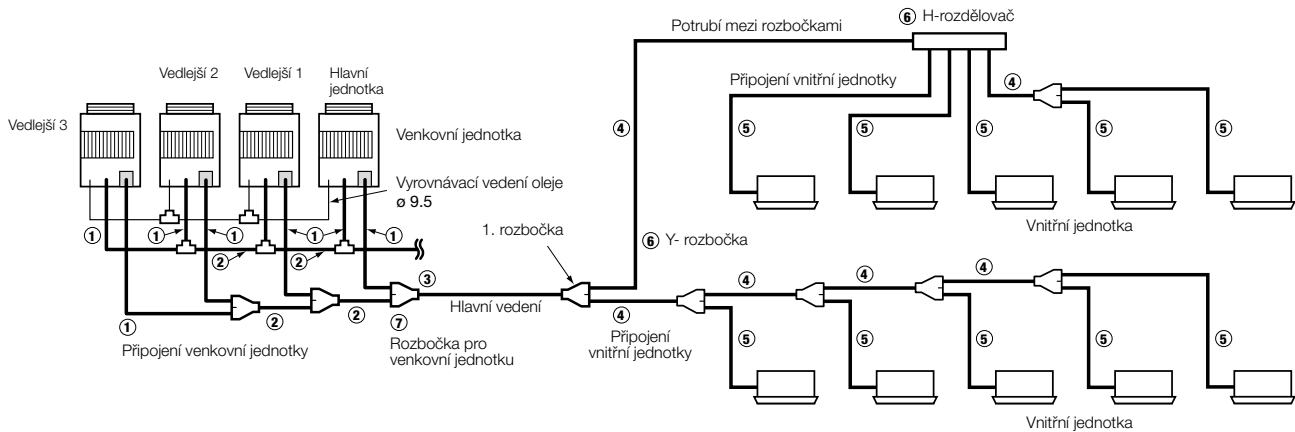 ⑥ H-rozdělovač
Potrubí mezi rozbočkami
Vedlejší 2
Vedlejší 1
Hlavní
jednotka
Připojení vnitřní jednotky
④
Vedlejší 3
Venkovní jednotka
④
⑤
⑤
⑤
⑤
⑤
Vyrovnávací vedení oleje
ø 9.5
Vnitřní jednotka
①
①
①
①
①
①
1. rozbočka
⑥ Y- rozbočka
②
②
③
④
④
④
Hlavní vedení
①
②
②
⑦
④
Připojení venkovní jednotky
Rozbočka pro
venkovní jednotku
Připojení
vnitřní jednotky
⑤
⑤
⑤
⑤
⑤
Vnitřní jednotka